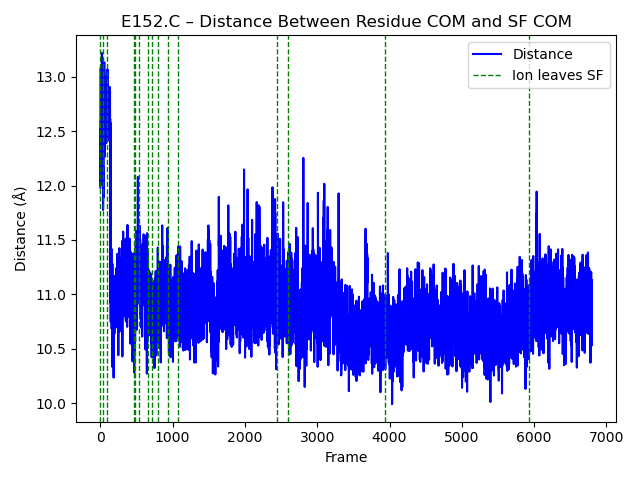 E152.C – Distance Between Residue COM and SF COM
Distance
Ion leaves SF
Distance (Å)
13.0
12.5
12.0
11.5
11.0
10.5
10.0
0 1000 2000 3000 4000 5000 6000 7000
Frame